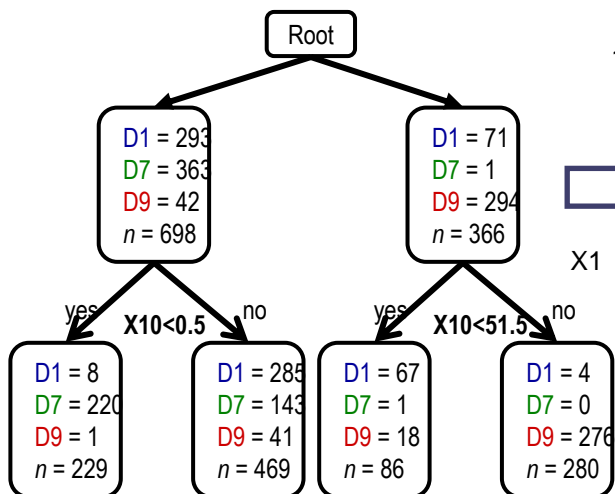 Root
D1 = 293
D7 = 363
D9 = 42
n = 698
D1 = 71
D7 = 1
D9 = 294
n = 366
X1
yes
X10<0.5
no
yes
X10<51.5
no
D1 = 8
D7 = 220
D9 = 1
n = 229
D1 = 285
D7 = 143
D9 = 41
n = 469
D1 = 67
D7 = 1
D9 = 18
n = 86
D1 = 4
D7 = 0
D9 = 276
n = 280